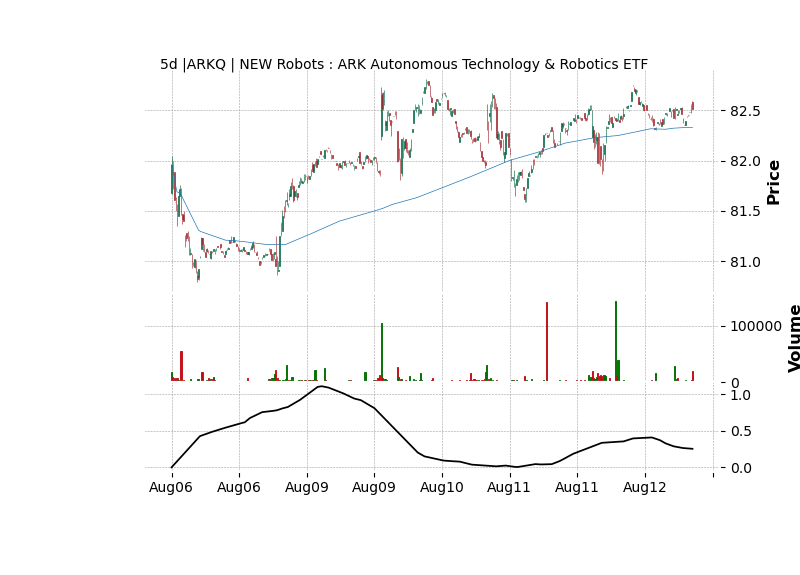 5d |ARKQ | NEW Robots : ARK Autonomous Technology & Robotics ETF
82.5
82.0
81.5
81.0
Price
100000
0
Volume
1.0
0.5
0.0
Aug06 Aug06 Aug09 Aug09 Aug10 Aug11 Aug11 Aug12